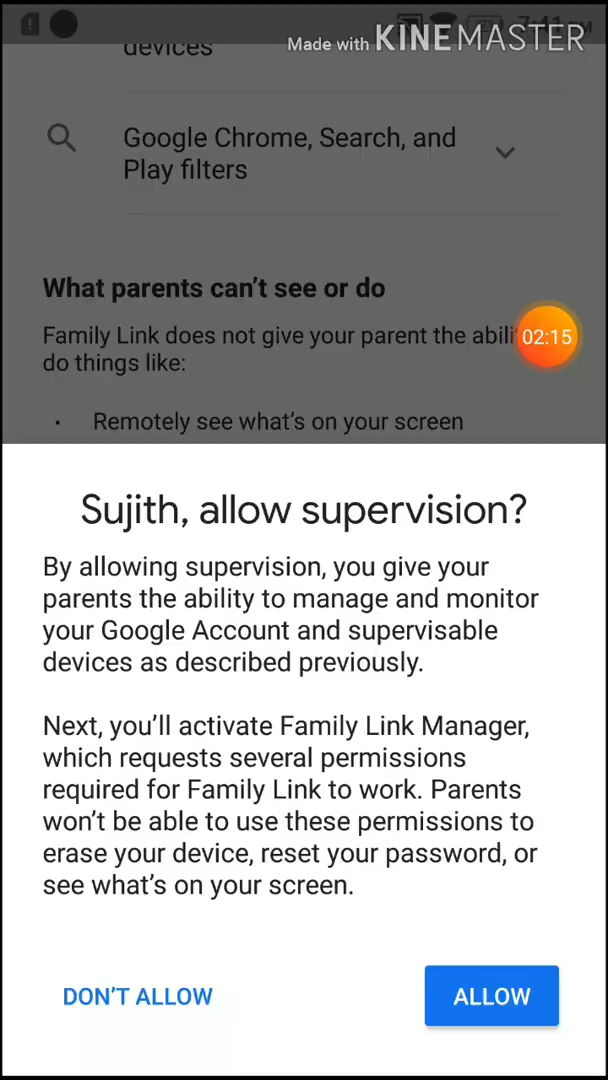 Made with KINEMASTER
devices
Google Chrome, Search, and
Play filters
What parents can't see or do
Family Link does not give your parent the abili
02:15
do things like:
• Remotely see what's on your screen
Sujith, allow supervision?
By allowing supervision, you give your
parents the ability to manage and monitor
your Google Account and supervisable
devices as described previously.
Next, you'll activate Family Link Manager,
which requests several permissions
required for Family Link to work. Parents
won't be able to use these permissions to
erase your device, reset your password, or
see what's on your screen.
DON'T ALLOW
ALLOW